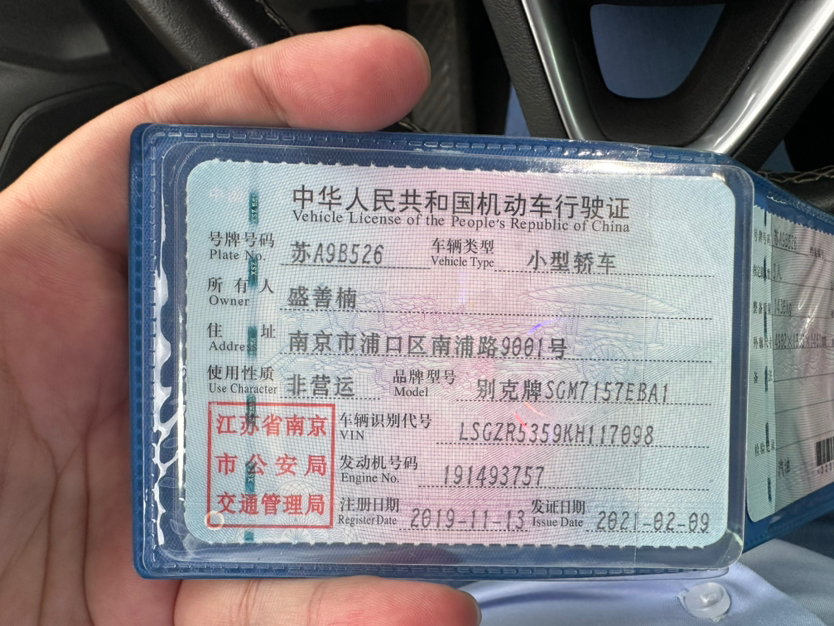 中华人民共和国机动车行驶证
Vehicle License of the People's Republic of China
号牌号码 苏A9B526 车辆类型 小型轿车
Plate No. Vehicle Type
所有人 盛善楠
Owner
住址 南京市浦口区南浦路9001号
Address
使用性质 非营运 品牌型号 别克牌SGM7157EBA1
Use Character Model
江苏省南京
市公安局
交通管理局
车辆识别代号 LSGZR5359KH117098
VIN
发动机号码 191493757
Engine No.
注册日期 2019-11-13 发证日期 2021-02-09
Register Date Issue Date